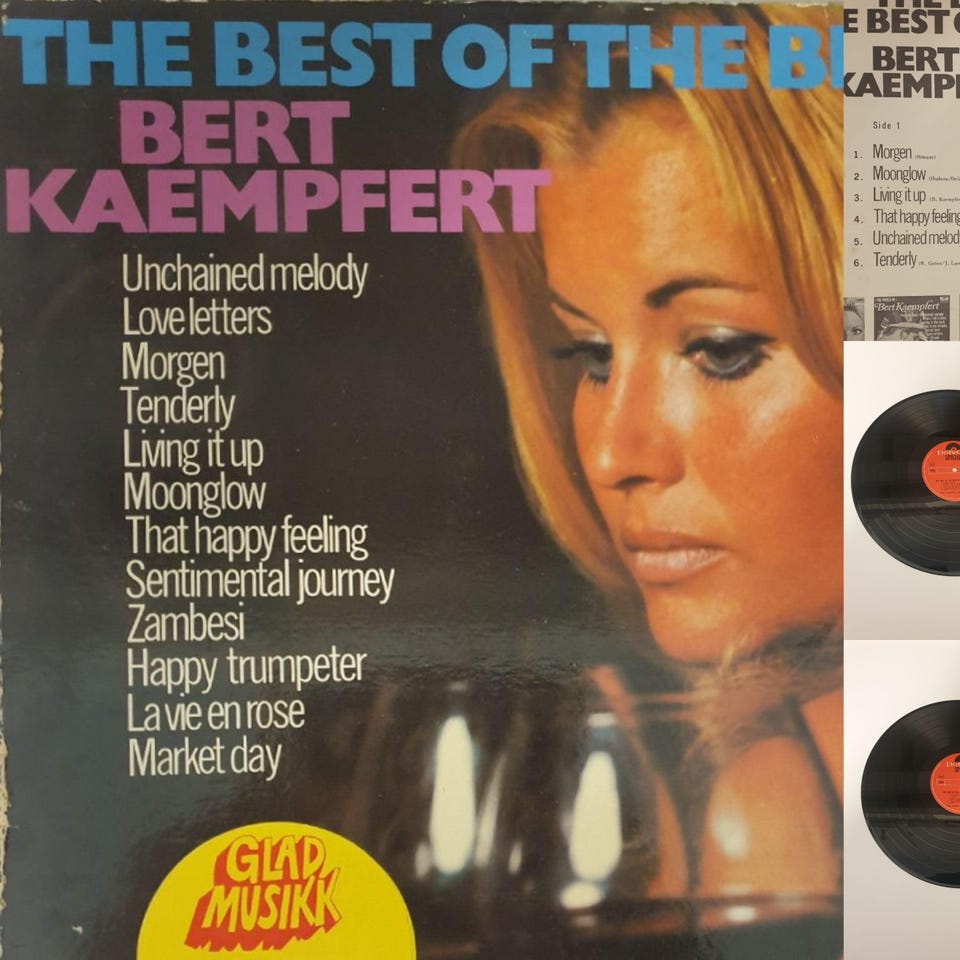 THE BEST OF THE B
BERT
KAEMPFERT
Unchained melody
Love letters
Morgen
Tenderly
Living it up
Moonglow
That happy feeling
Sentimental journey
Zambesi
Happy trumpeter
La vie en rose
Market day
GLAD
MUSIKK
E BEST
BERT
KAEMP
Side 1
1. Morgen
2. Moonglow
3. Living it up
4. That happy feeling
5. Unchained melod
6. Tenderly
Bert Kaempfert